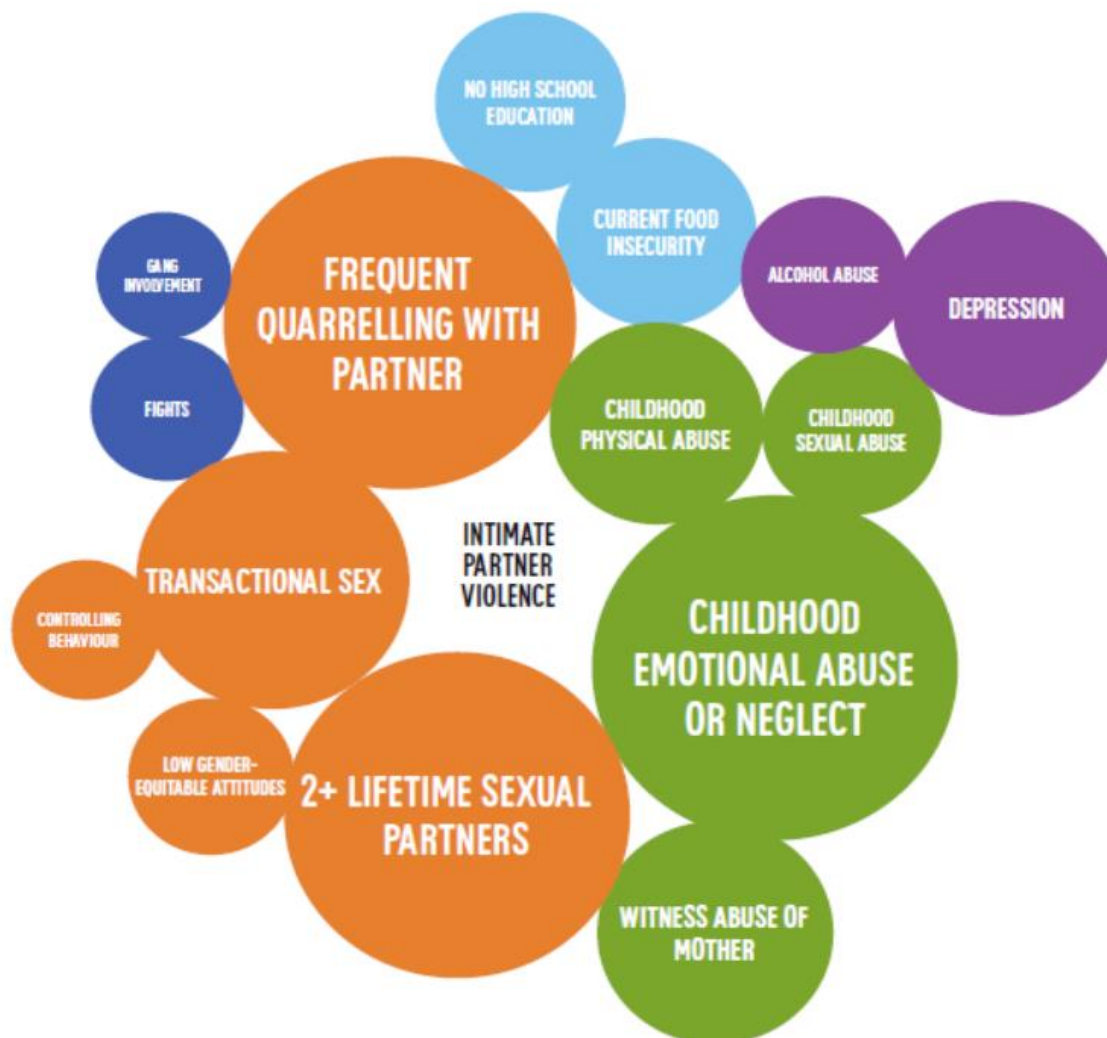 NO HIGH SCHOOL
EDUCATION
CURRENT FOOD
INSECURITY
GANG
INVOLVEMENT
FREQUENT
QUARRELLING WITH
PARTNER
ALCOHOL ABUSE
DEPRESSION
FIGHTS
CHILDHOOD
PHYSICAL ABUSE
CHILDHOOD
SEXUAL ABUSE
INTIMATE
PARTNER
VIOLENCE
TRANSACTIONAL SEX
CONTROLLING
BEHAVIOUR
CHILDHOOD
EMOTIONAL ABUSE
OR NEGLECT
LOW GENDER-
EQUITABLE ATTITUDES
2+ LIFETIME SEXUAL
PARTNERS
WITNESS ABUSE OF
MOTHER